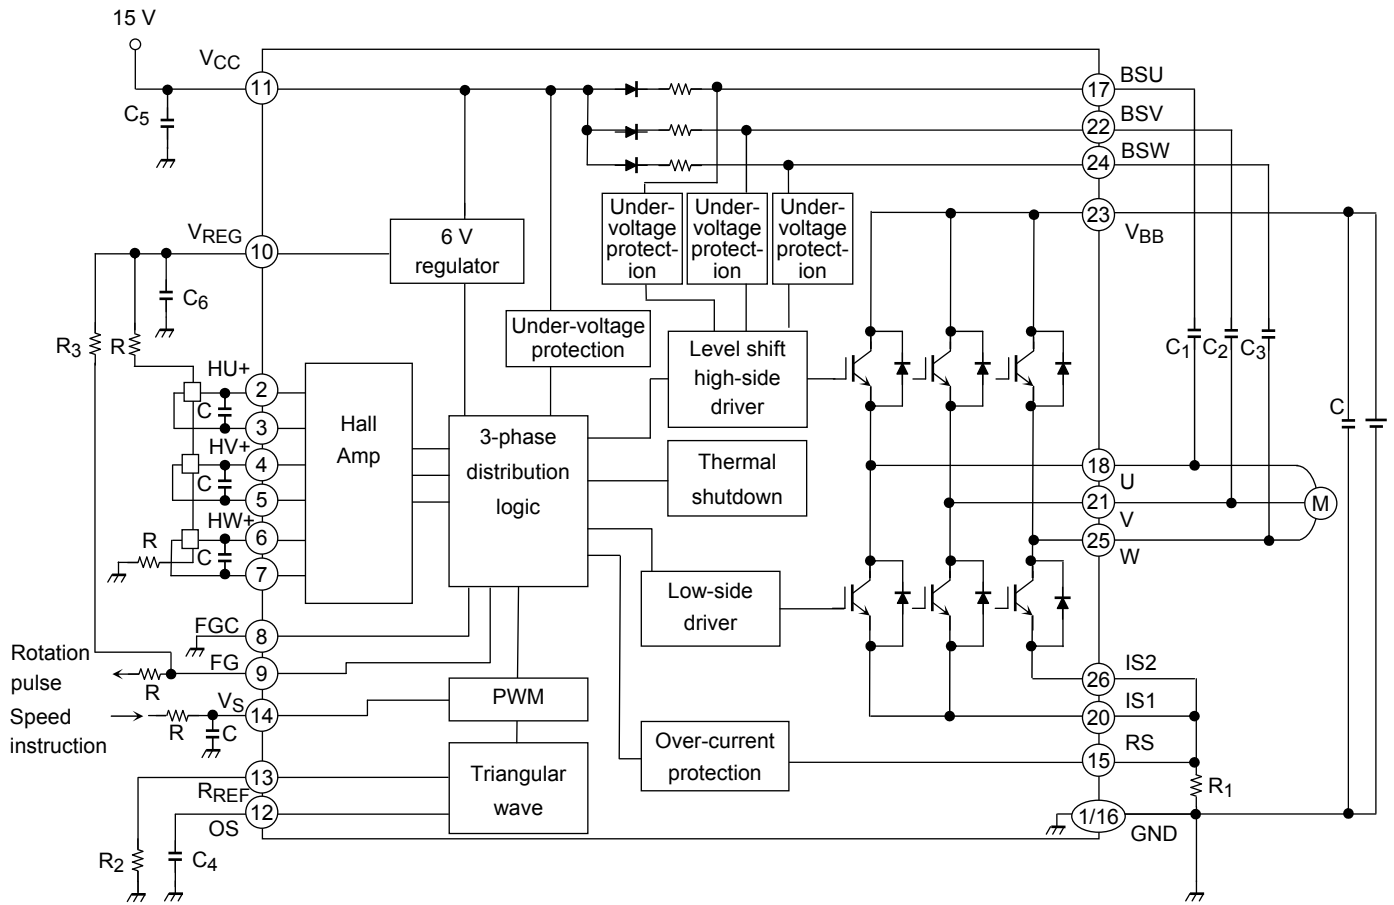 15 V
VCC
11
C5
BSU
17
BSV
22
BSW
24
Under-
voltage
protect-
ion
Under-
voltage
protect-
ion
Under-
voltage
protect-
ion
23
VBB
VREG
10
6 V
regulator
C6
R3
R
Under-voltage
protection
Level shift
high-side
driver
C1
C2
C3
C
HU+
2
C
3
HV+
4
C
5
HW+
6
R
C
7
Hall
Amp
3-phase
distribution
logic
Thermal
shutdown
18
U
21
V
25
W
M
Low-side
driver
FGC
8
Rotation
pulse
R
FG
9
Speed
instruction
R
VS
C
14
PWM
IS2
26
IS1
20
Over-current
protection
RS
15
R1
RREF
13
Triangular
wave
OS
12
1/16
GND
R2
C4